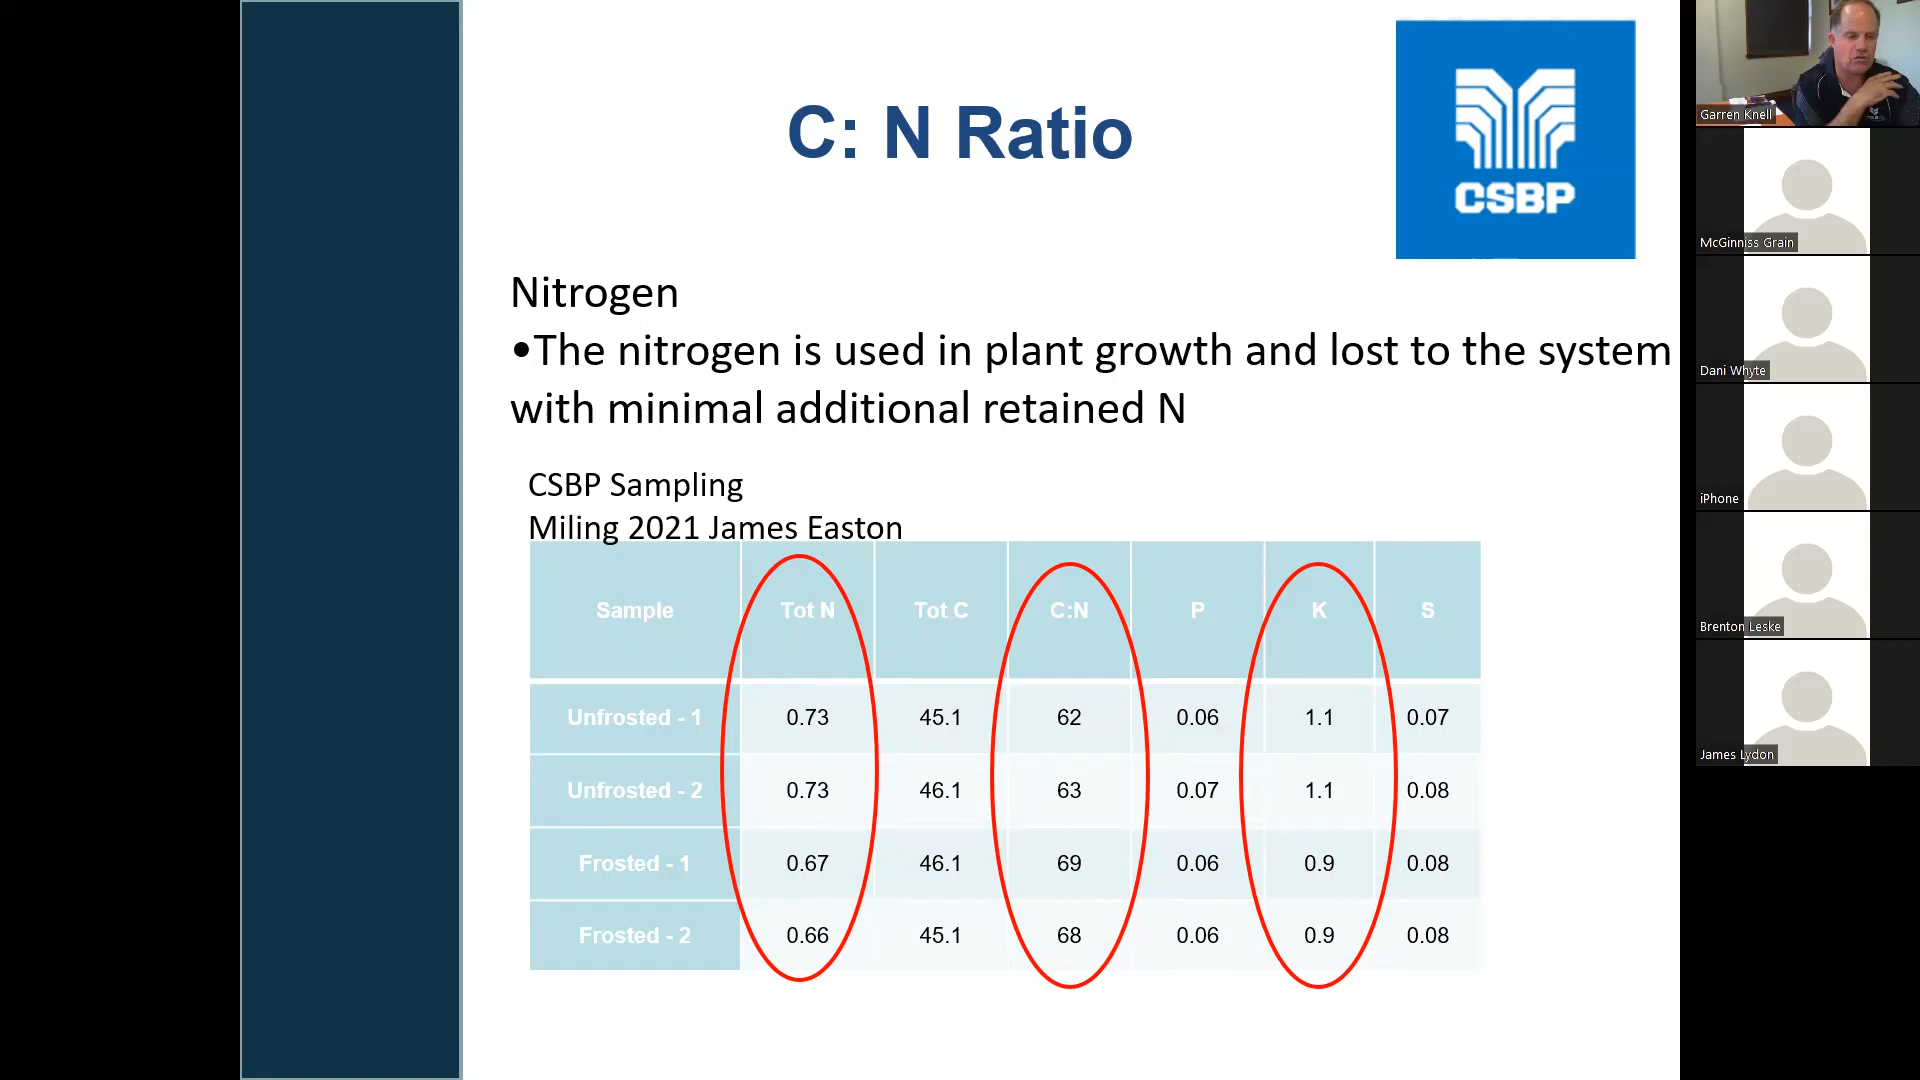 C: N Ratio
CSBP
Nitrogen
•The nitrogen is used in plant growth and lost to the system
with minimal additional retained N
CSBP Sampling
Miling 2021 James Easton
Sample Tot N Tot C C:N P K S
Unfrosted - 1 0.73 45.1 62 0.06 1.1 0.07
Unfrosted - 2 0.73 46.1 63 0.07 1.1 0.08
Frosted - 1 0.67 46.1 69 0.06 0.9 0.08
Frosted - 2 0.66 45.1 68 0.06 0.9 0.08
Garren Knell
McGinniss Grain
Dani Whyte
iPhone
Brenton Leske
James Lydon